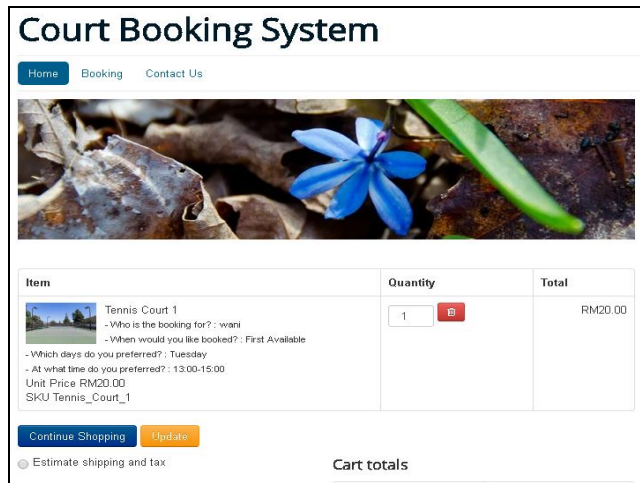 Court Booking System
Home Booking Contact Us
Item Quantity Total
Tennis Court 1 1 RM20.00
- Who is the booking for? : wani
- When would you like booked? : First Available
- Which days do you preferred? : Tuesday
- At what time do you preferred? : 13:00-15:00
Unit Price RM20.00
SKU Tennis_Court_1
Continue Shopping Update
Estimate shipping and tax Cart totals